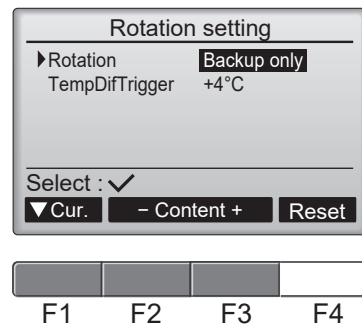 Rotation setting
Rotation Backup only
TempDifTrigger +4°C
Select :
Cur. − Content + Reset
F1 F2 F3 F4